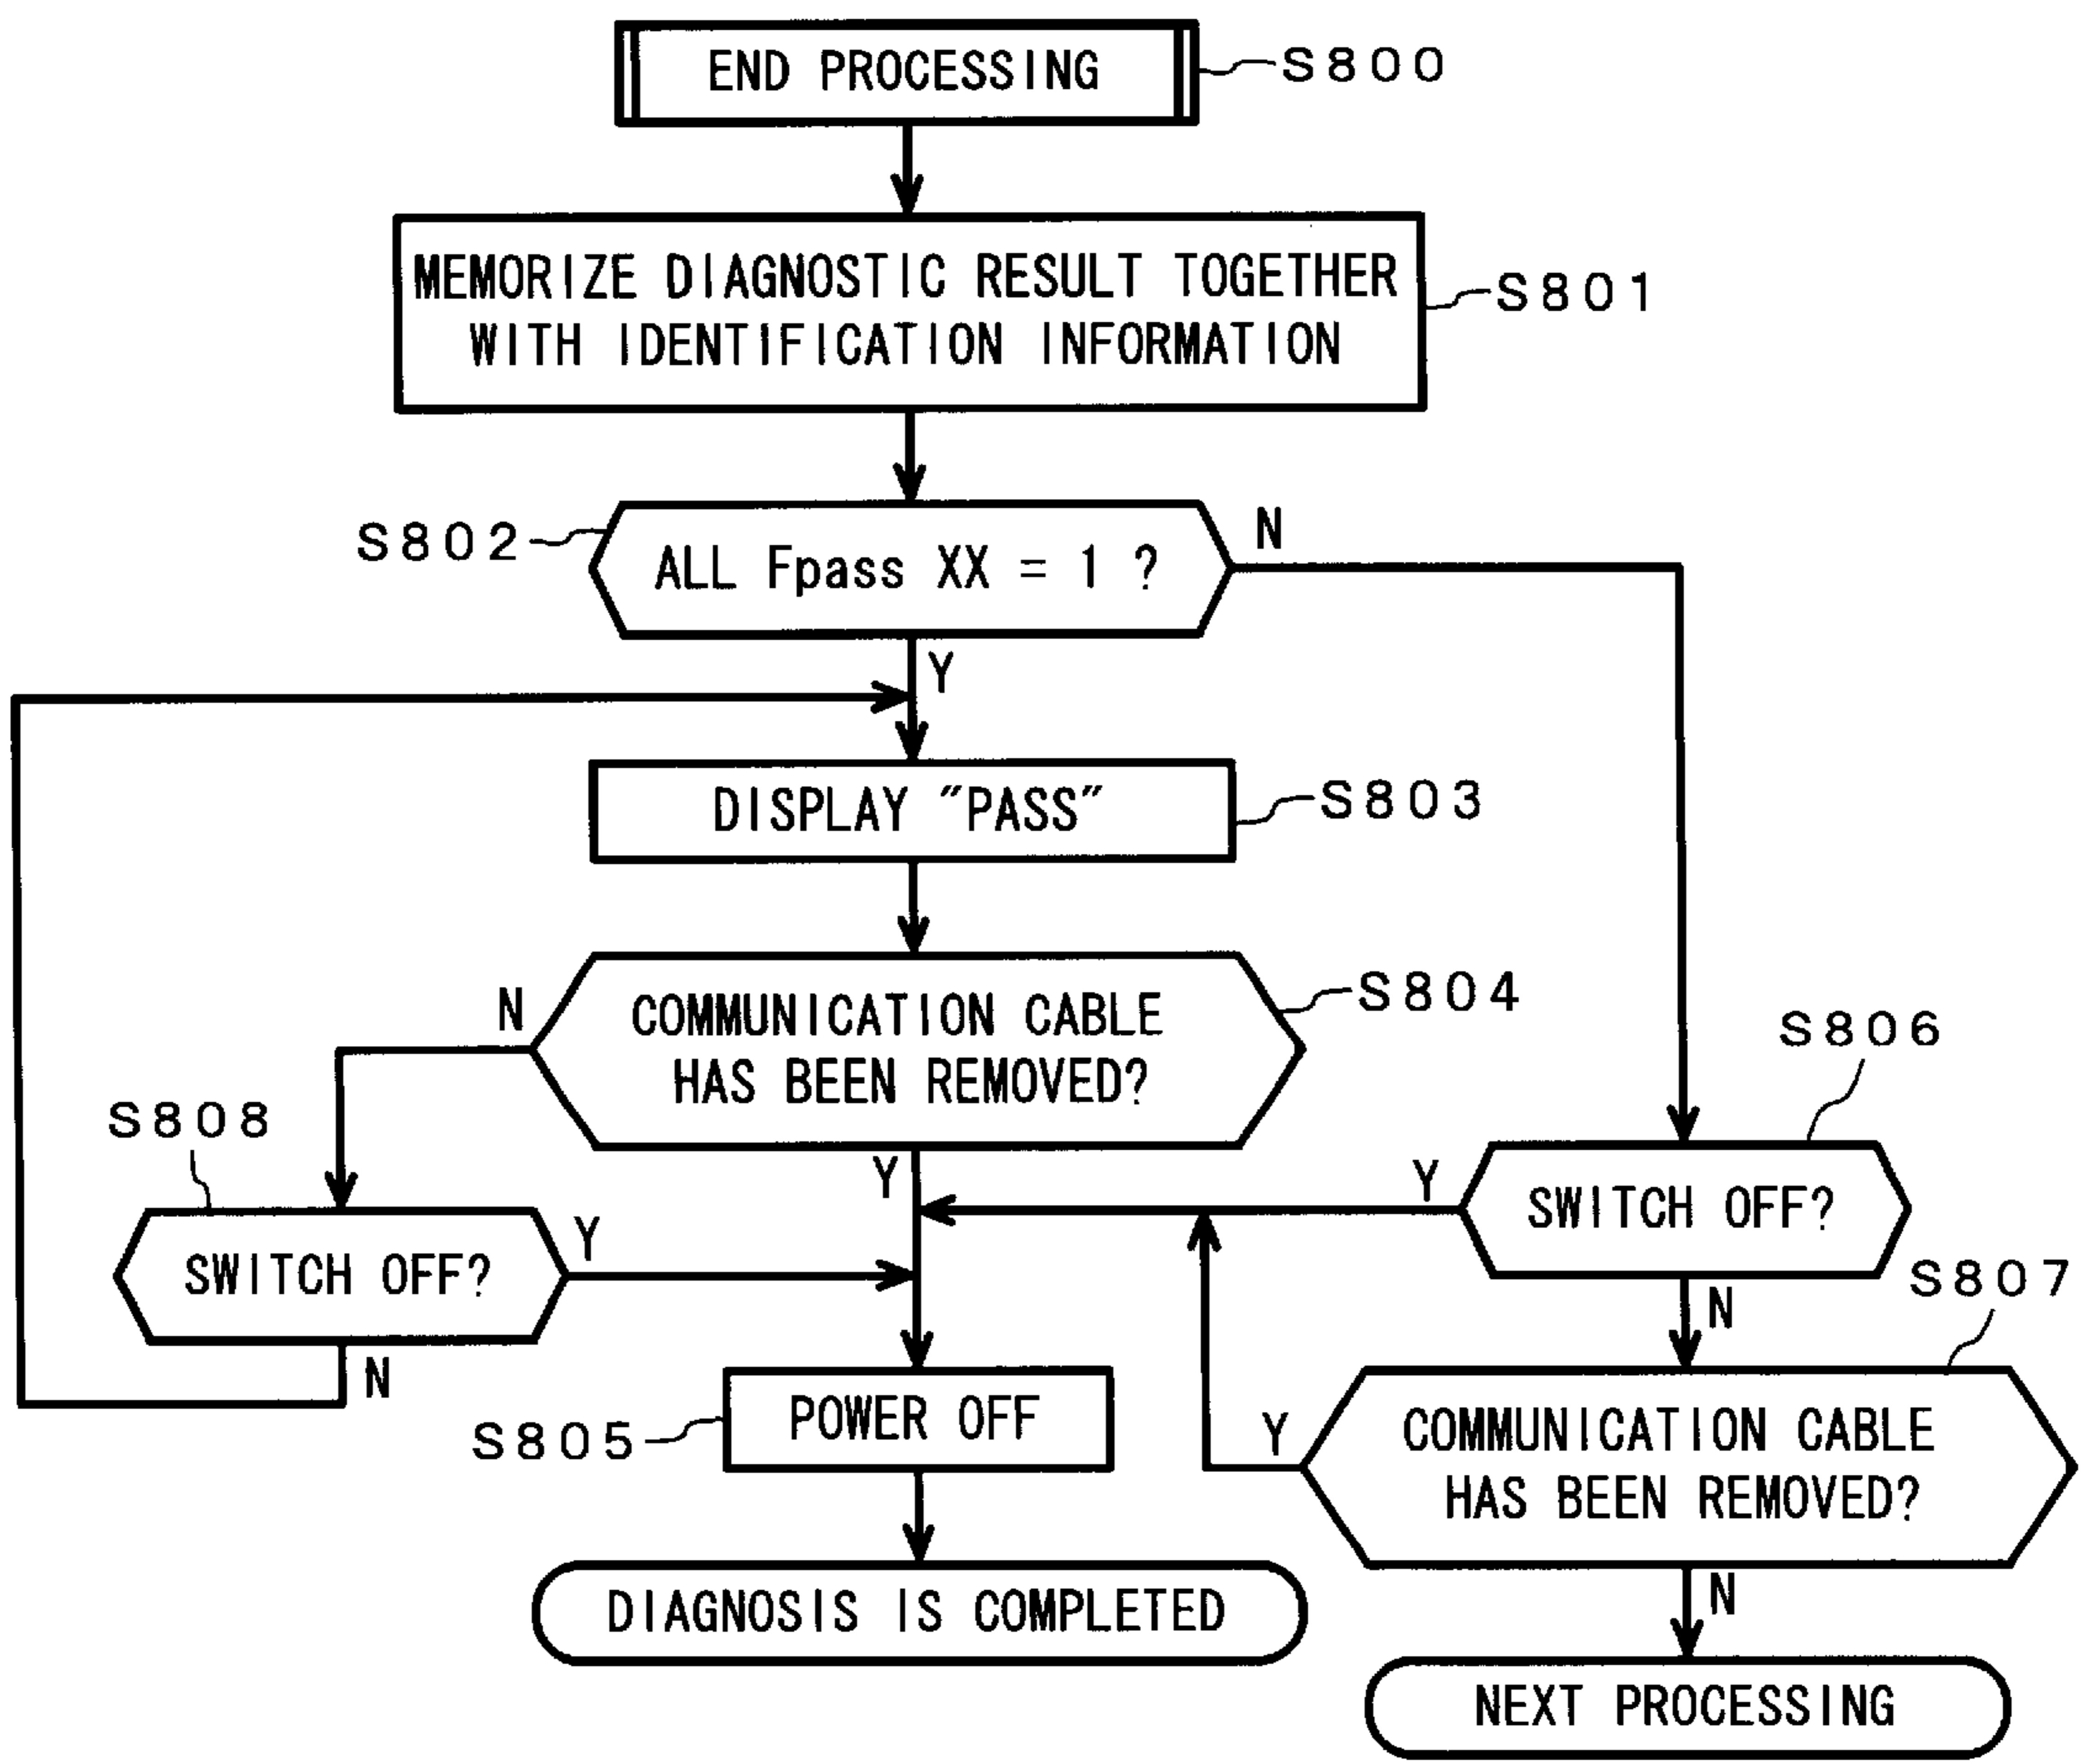 END PROCESSING
S800
MEMORIZE DIAGNOSTIC RESULT TOGETHER
WITH IDENTIFICATION INFORMATION
S801
S802
ALL Fpass XX = 1 ?
N
Y
DISPLAY "PASS"
S803
COMMUNICATION CABLE
HAS BEEN REMOVED?
S804
N
Y
S808
SWITCH OFF?
Y
N
S806
SWITCH OFF?
Y
N
S807
COMMUNICATION CABLE
HAS BEEN REMOVED?
Y
N
POWER OFF
S805
DIAGNOSIS IS COMPLETED
NEXT PROCESSING